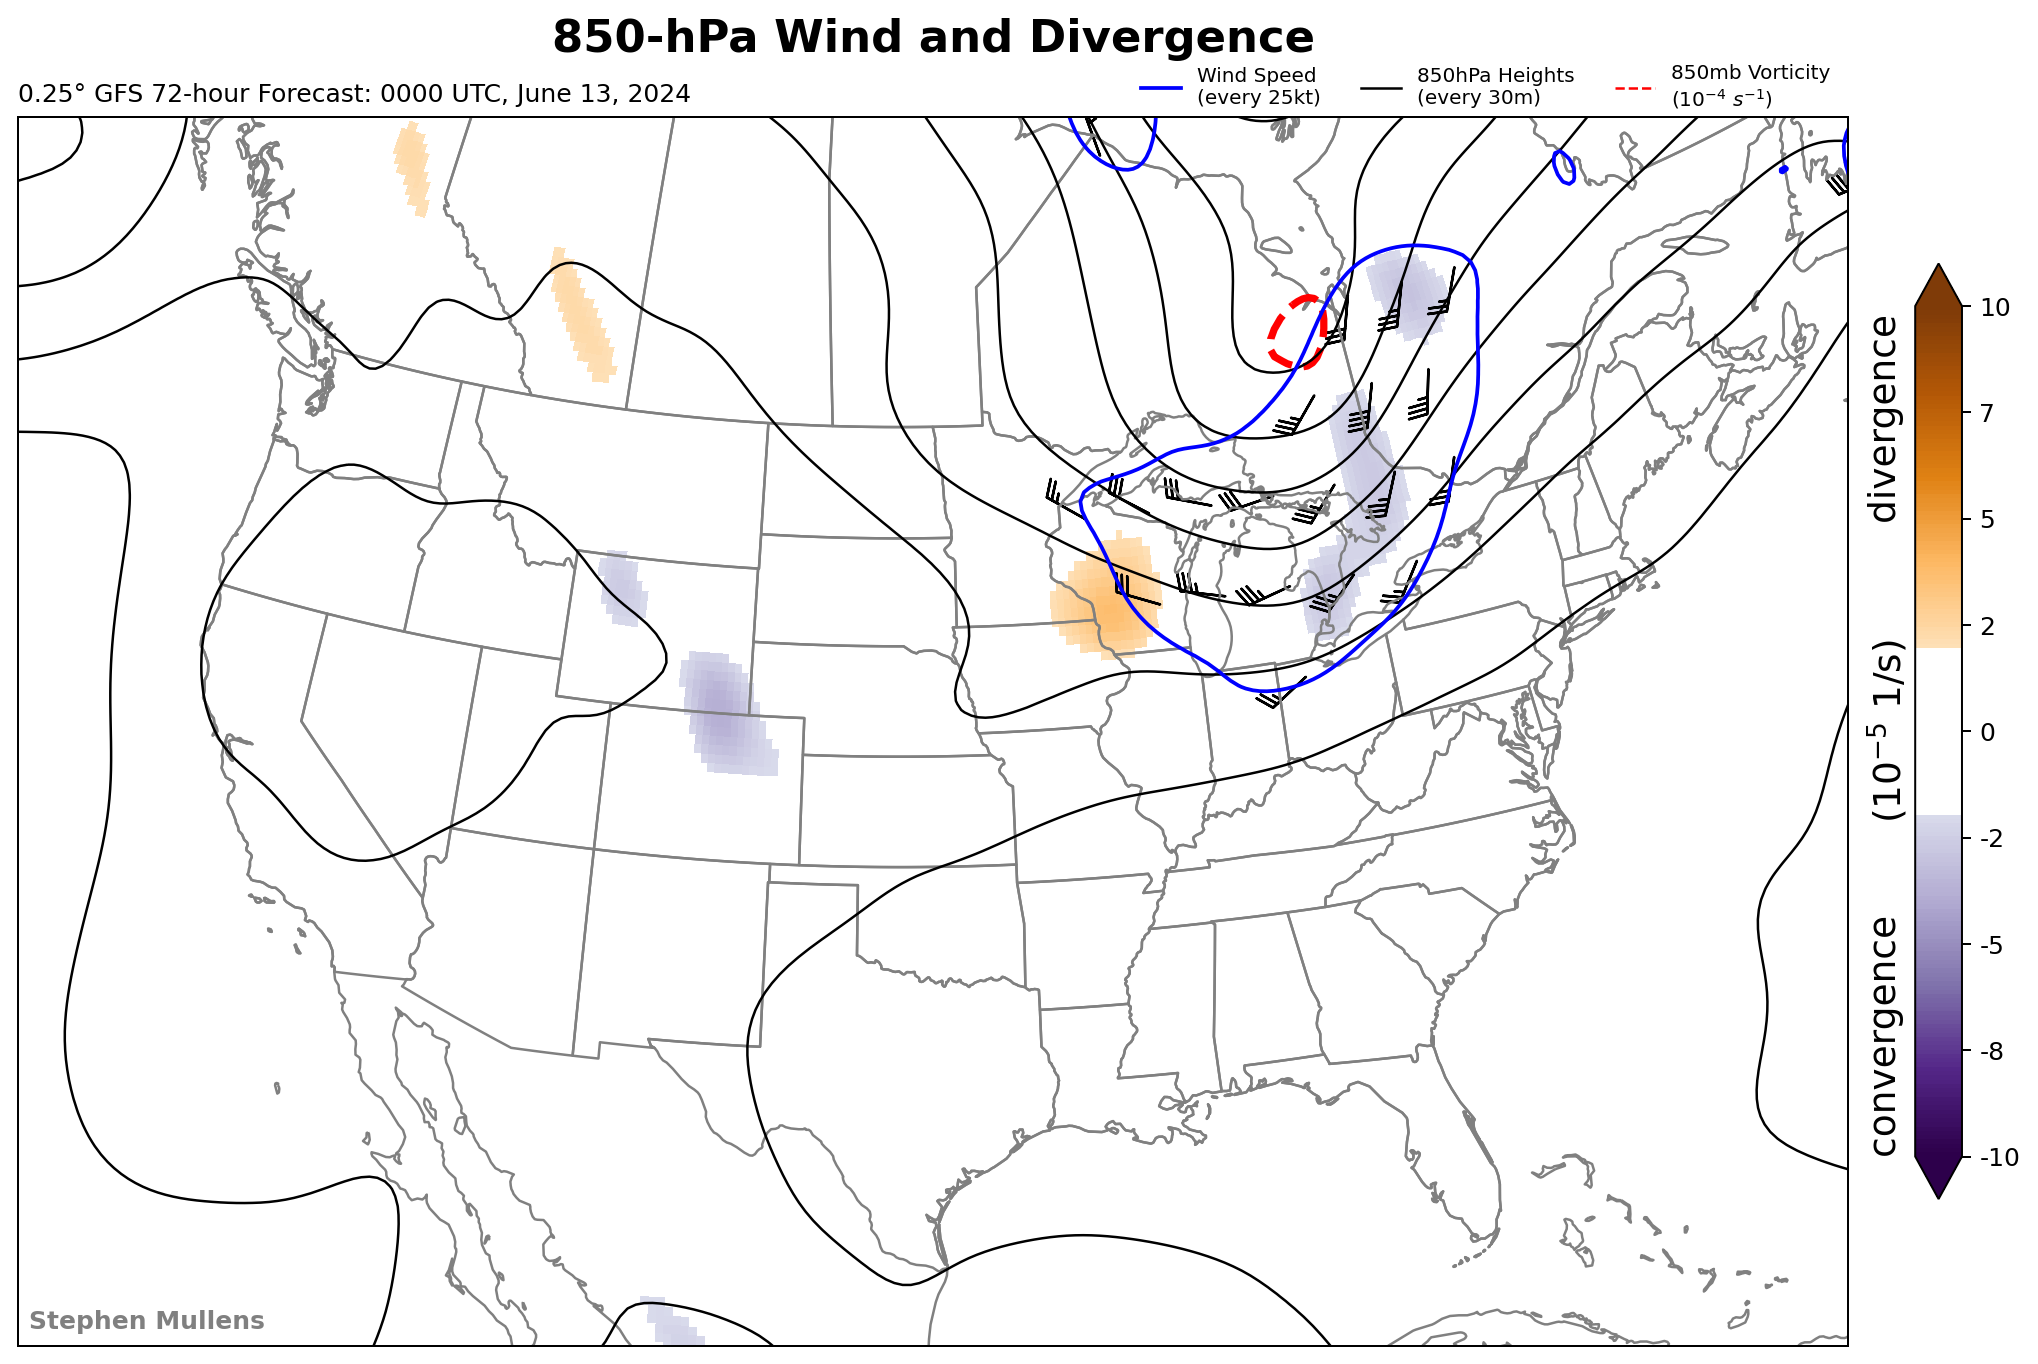 850-hPa Wind and Divergence
0.25° GFS 72-hour Forecast: 0000 UTC, June 13, 2024
Wind Speed
(every 25kt)
850hPa Heights
(every 30m)
850mb Vorticity
(10⁻⁴ s⁻¹)
10
7
5
2
0
-2
-5
-8
-10
convergence (10⁻⁵ 1/s) divergence
Stephen Mullens